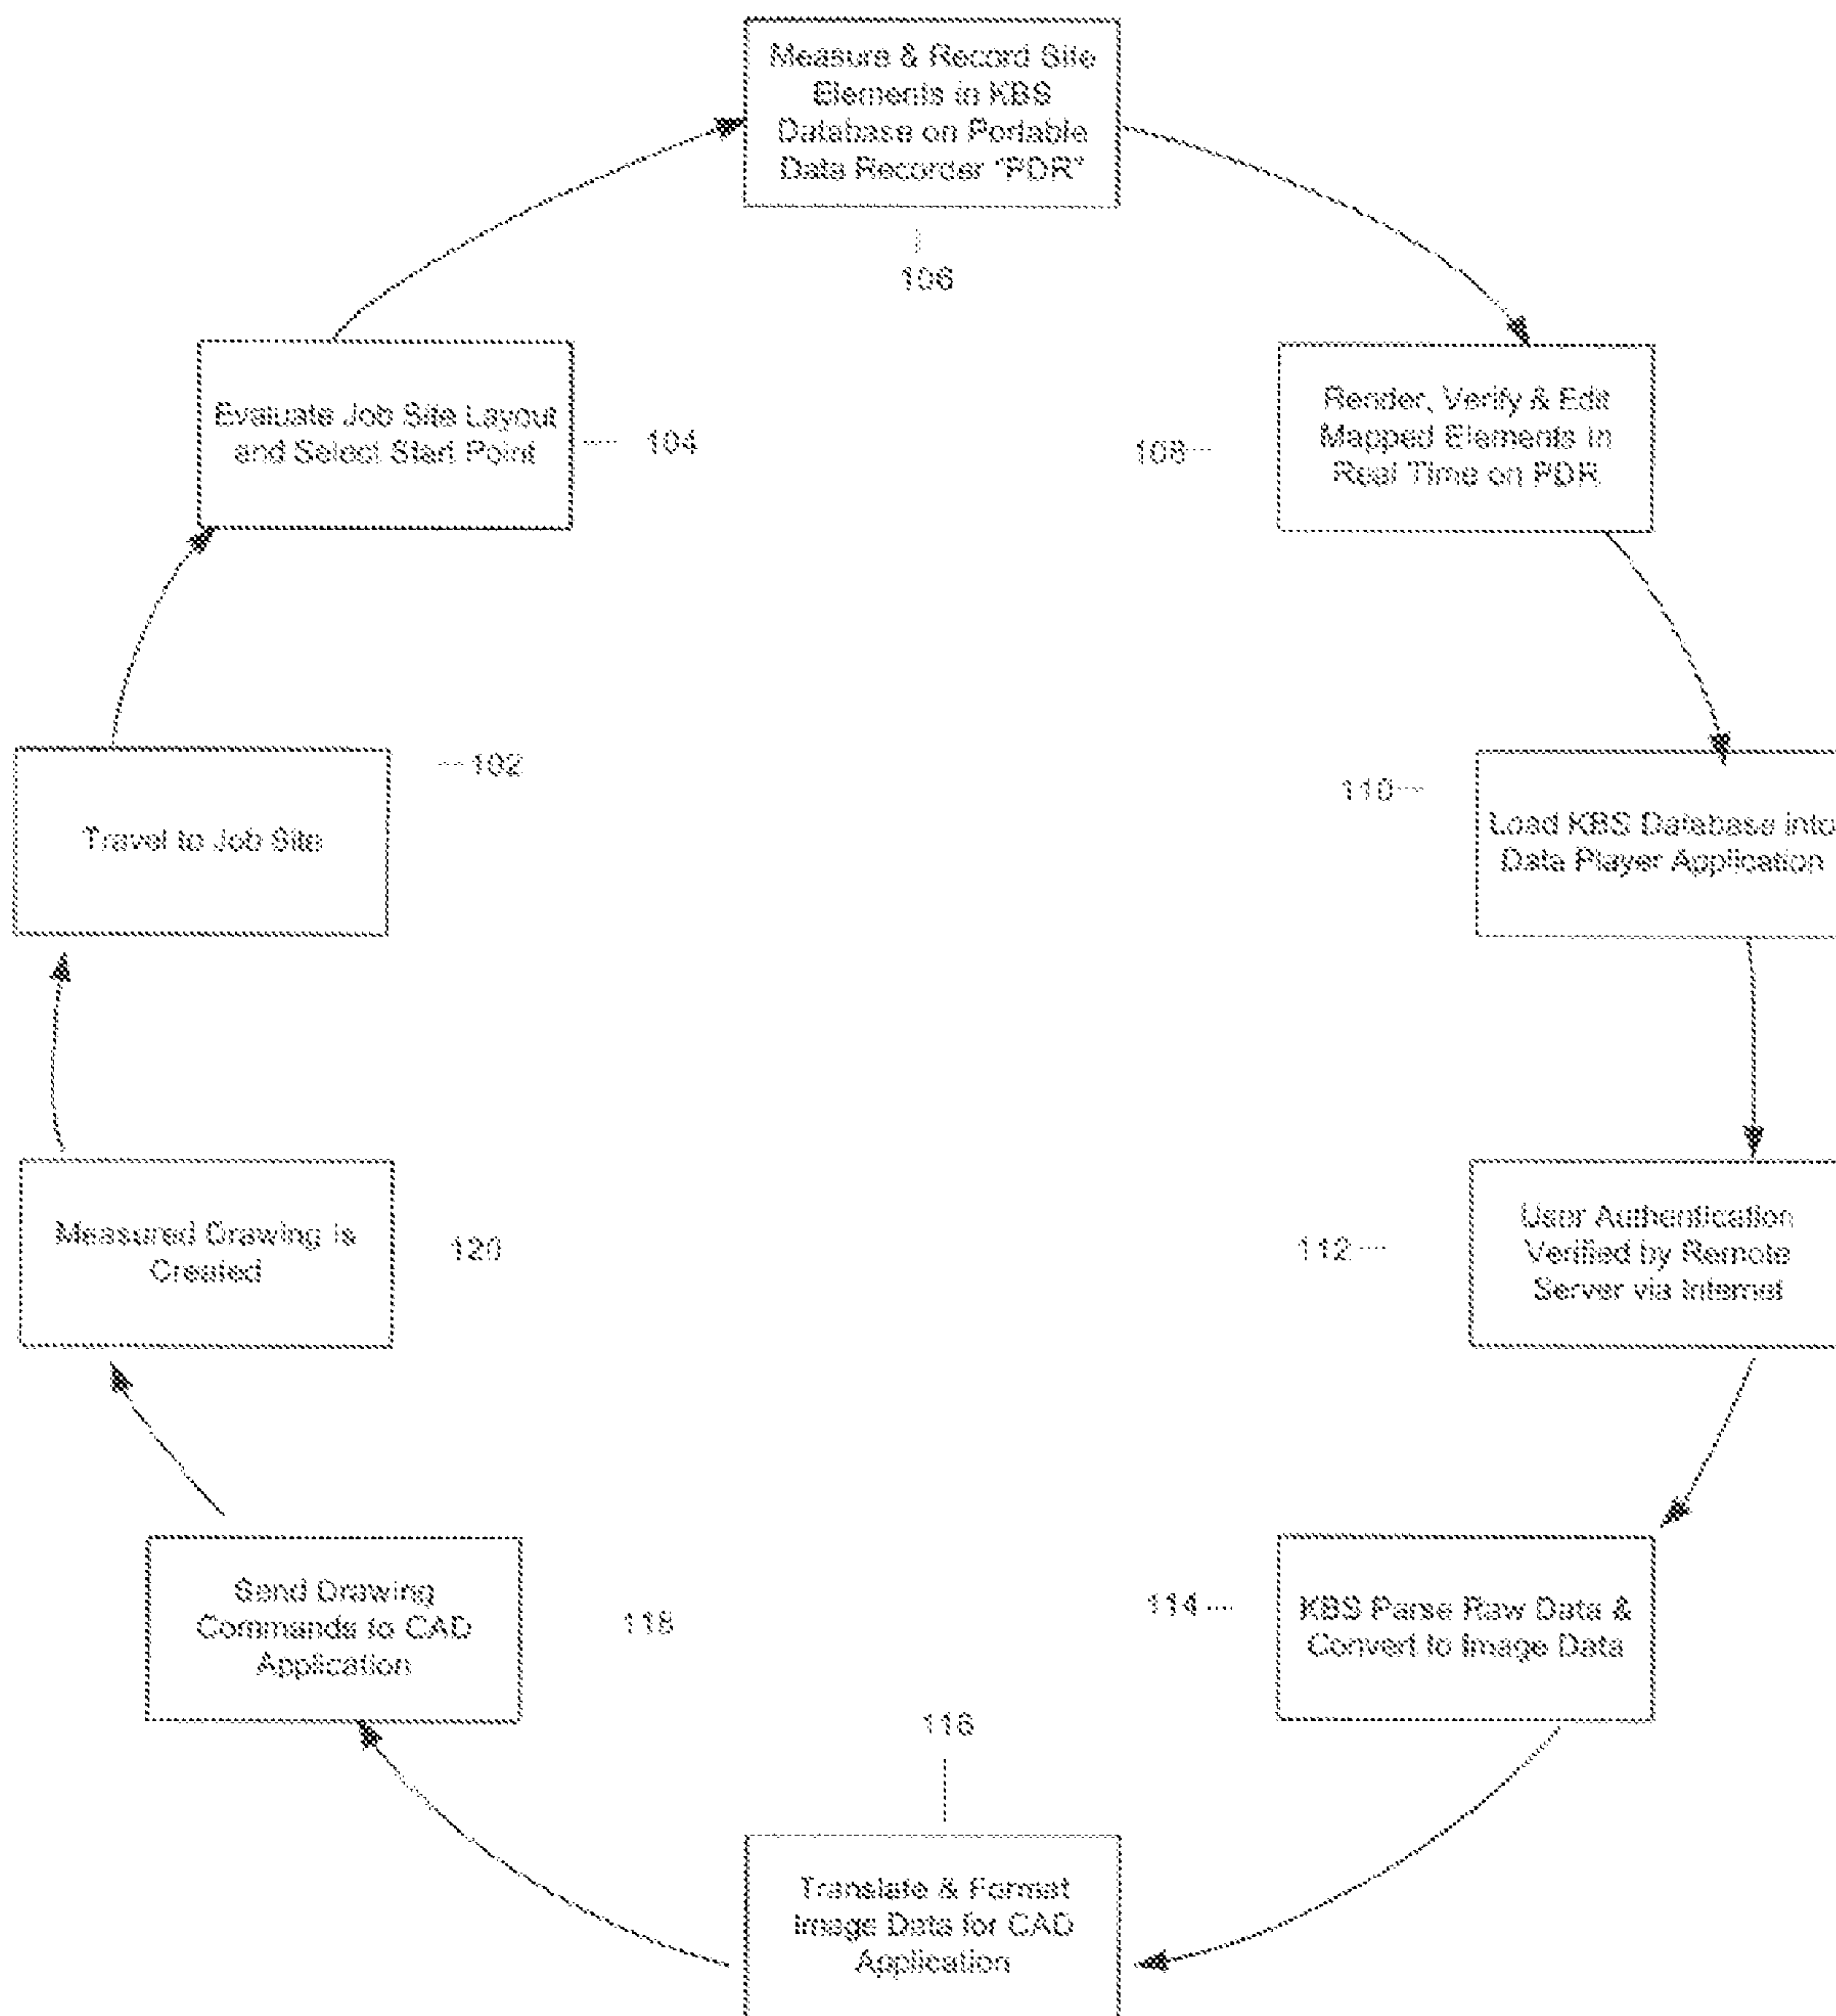 Measure & Record Site
Elements in KBS
Database on Portable
Data Recorder "PDR"
106
Evaluate Job Site Layout
and Select Start Point
104
108
Render, Verify & Edit
Mapped Elements in
Real Time on PDR
102
Travel to Job Site
110
Load KBS Database into
Data Player Application
Measured Drawing is
Created
120
112
User Authentication
Verified by Remote
Server via Internet
Send Drawing
Commands to CAD
Application
118
114
KBS Parse Raw Data &
Convert to Image Data
116
Translate & Format
Image Data for CAD
Application